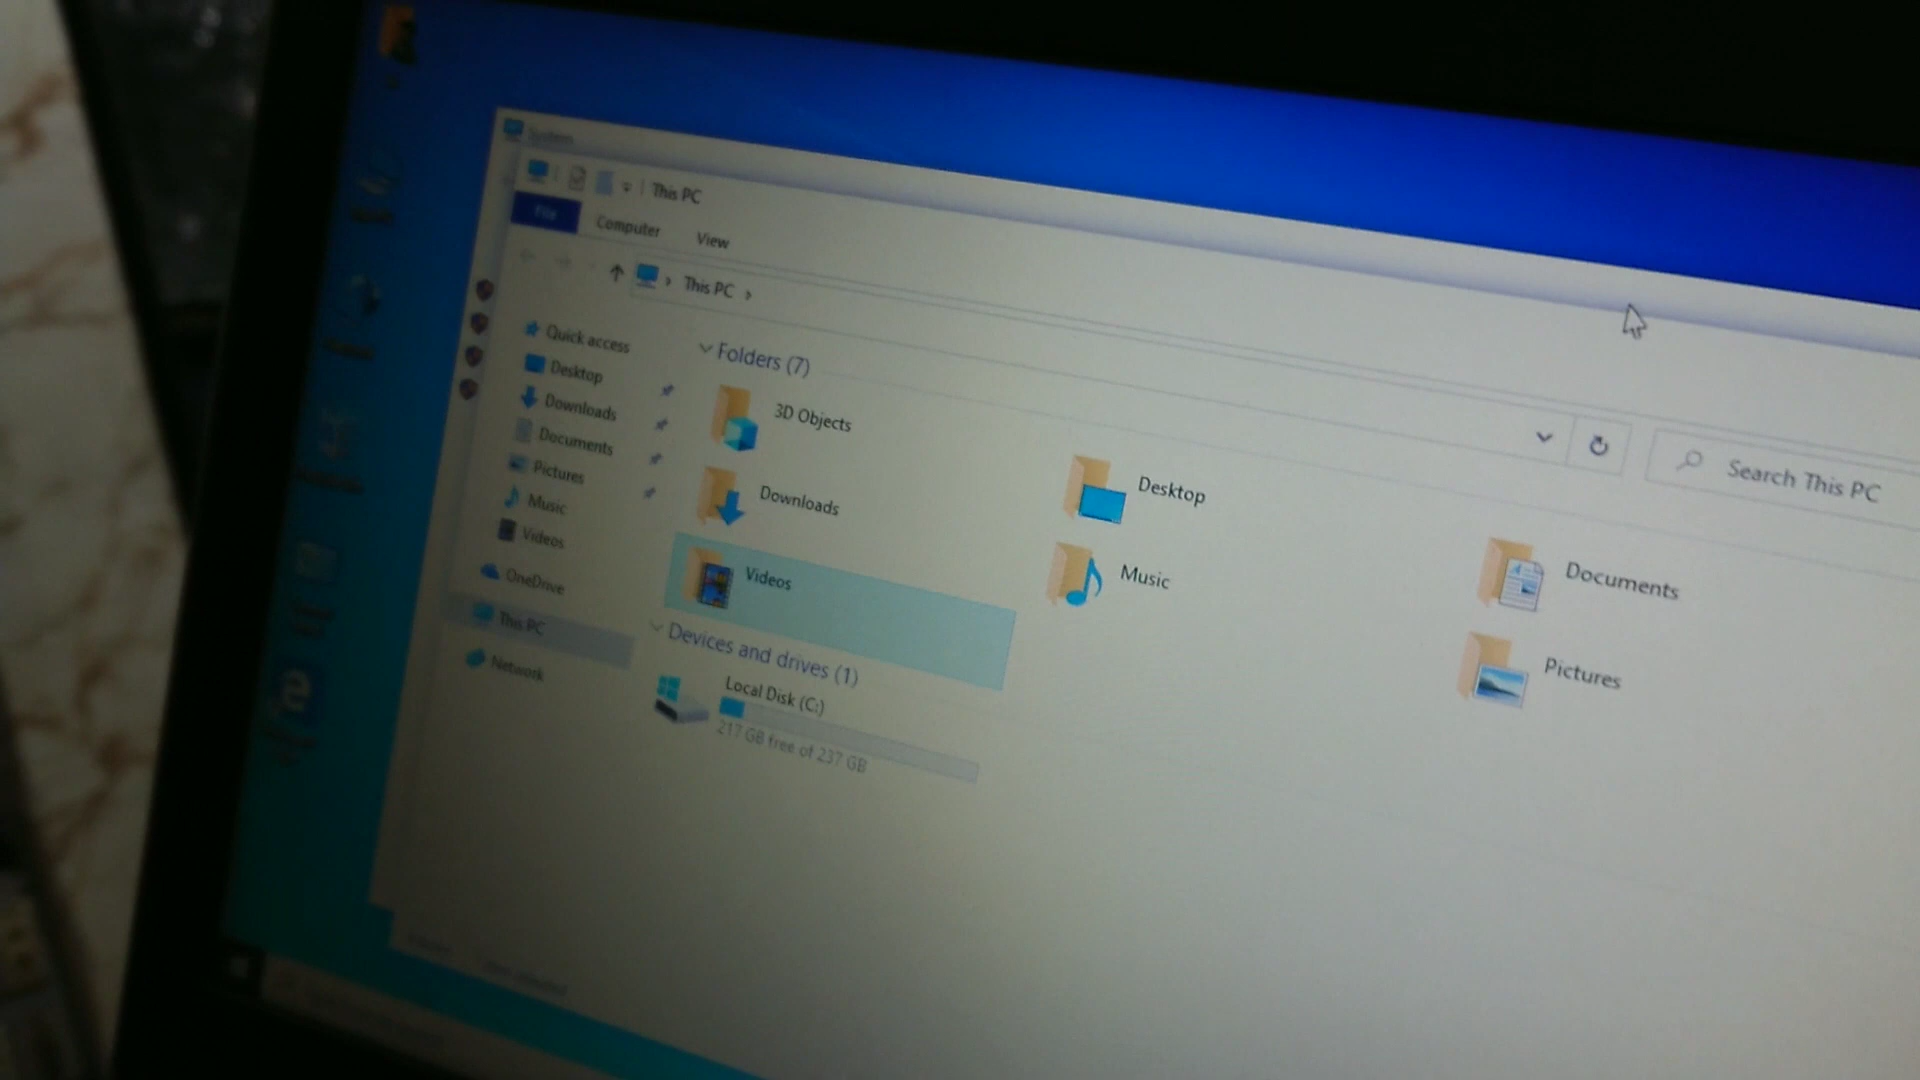 System
This PC
File
Computer
View
This PC
Search This PC
Quick access
Desktop
Downloads
Documents
Pictures
Music
Videos
OneDrive
This PC
Network
Folders (7)
3D Objects
Desktop
Documents
Downloads
Music
Pictures
Videos
Devices and drives (1)
Local Disk (C:)
217 GB free of 237 GB